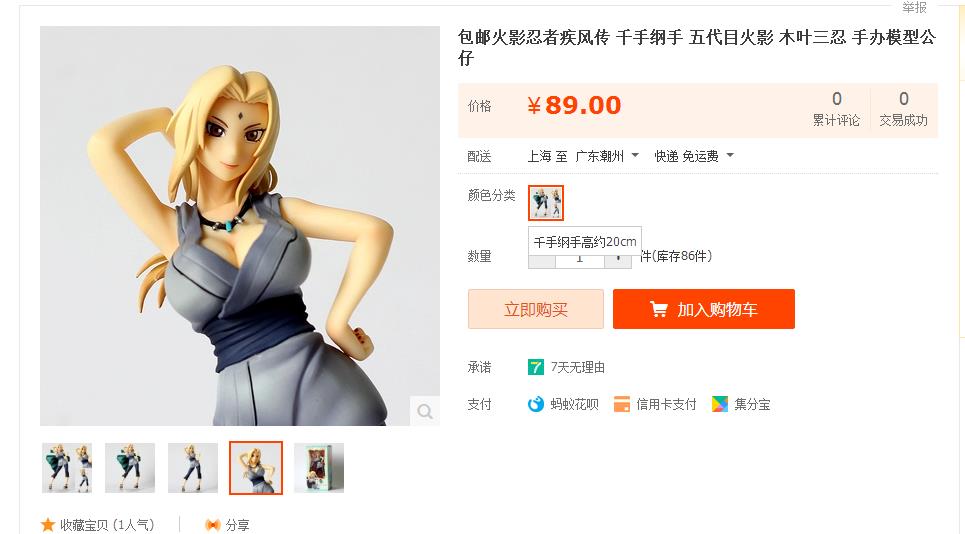 举报
包邮火影忍者疾风传 千手纲手 五代目火影 木叶三忍 手办模型公
仔
价格
￥89.00
0
累计评论
0
交易成功
配送
上海 至 广东潮州
快递 免运费
颜色分类
千手纲手高约20cm
数量
1
件(库存86件)
立即购买
加入购物车
承诺
7 7天无理由
支付
蚂蚁花呗
信用卡支付
集分宝
收藏宝贝 (1人气)
分享